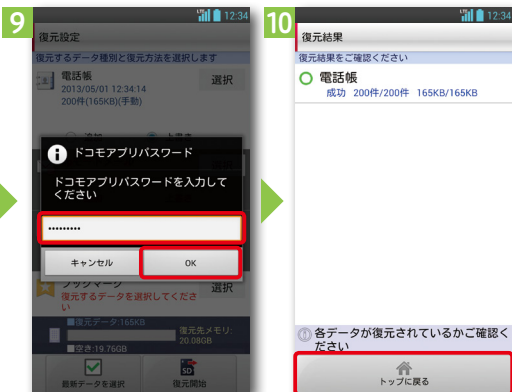 9
LTE 12:34
復元設定
復元するデータ種別と復元方法を選択します
電話帳
選択
2013/05/01 12:34:14
200件(165KB)(手動)
追加 上書き
ドコモアプリパスワード
ドコモアプリパスワードを入力して
ください
•••••••••
キャンセル OK
ブックマーク
選択
復元するデータを選択してくださ
い
■復元データ:165KB
復元先メモリ:
20.08GB
■空き:19.76GB
最新データを選択 復元開始
10
LTE 12:34
復元結果
復元結果をご確認ください
電話帳
成功 200件/200件 165KB/165KB
各データが復元されているかご確認く
ださい
トップに戻る